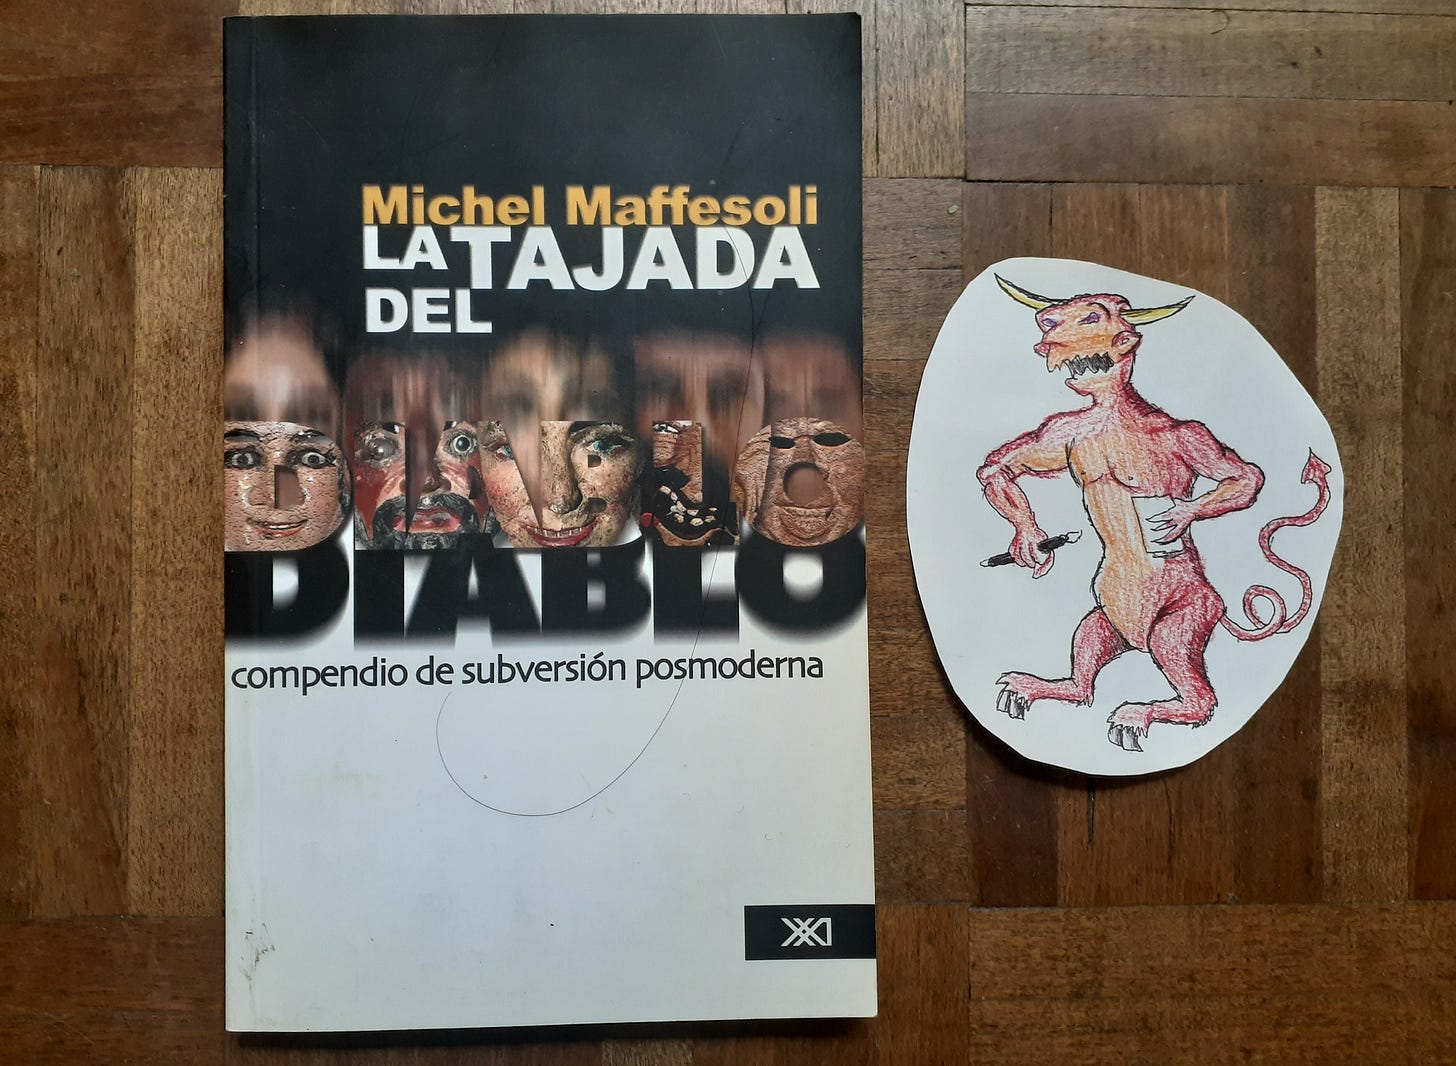 Michel Maffesoli
LA TAJADA
DEL
DIABLO
compendio de subversión posmoderna
XXI